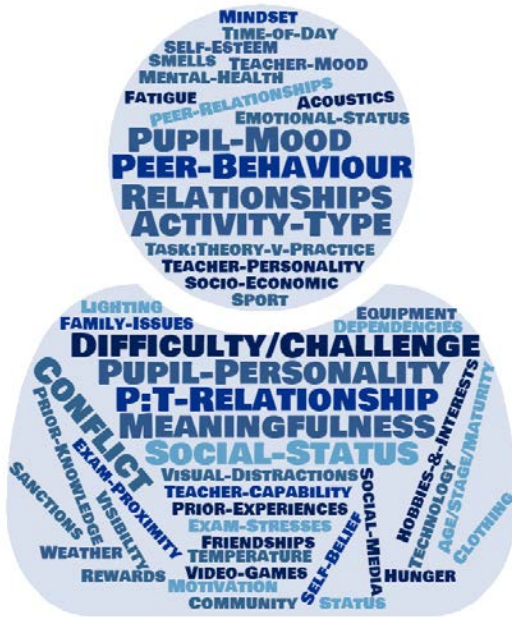 MINDSET
TIME-OF-DAY
SELF-ESTEEM
SMELLS
TEACHER-MOOD
MENTAL-HEALTH
PEER-RELATIONSHIPS
FATIGUE
ACOUSTICS
EMOTIONAL-STATUS
PUPIL-MOOD
PEER-BEHAVIOUR
RELATIONSHIPS
ACTIVITY-TYPE
TASK:THEORY-V-PRACTICE
TEACHER-PERSONALITY
SOCIO-ECONOMIC
SPORT
LIGHTING
EQUIPMENT
FAMILY-ISSUES
DEPENDENCIES
DIFFICULTY/CHALLENGE
PUPIL-PERSONALITY
P:T-RELATIONSHIP
MEANINGFULNESS
SOCIAL-STATUS
CONFLICT
PRIOR-KNOWLEDGE
SANCTIONS
EXAM-PROXIMITY
VISIBILITY
VISUAL-DISTRACTIONS
TEACHER-CAPABILITY
PRIOR-EXPERIENCES
EXAM-STRESSES
FRIENDSHIPS
TEMPERATURE
VIDEO-GAMES
MOTIVATION
COMMUNITY
WEATHER
REWARDS
SELF-BELIEF
SOCIAL-MEDIA
HOBBIES-&-INTERESTS
TECHNOLOGY
AGE/STAGE/MATURITY
CLOTHING
HUNGER
STATUS